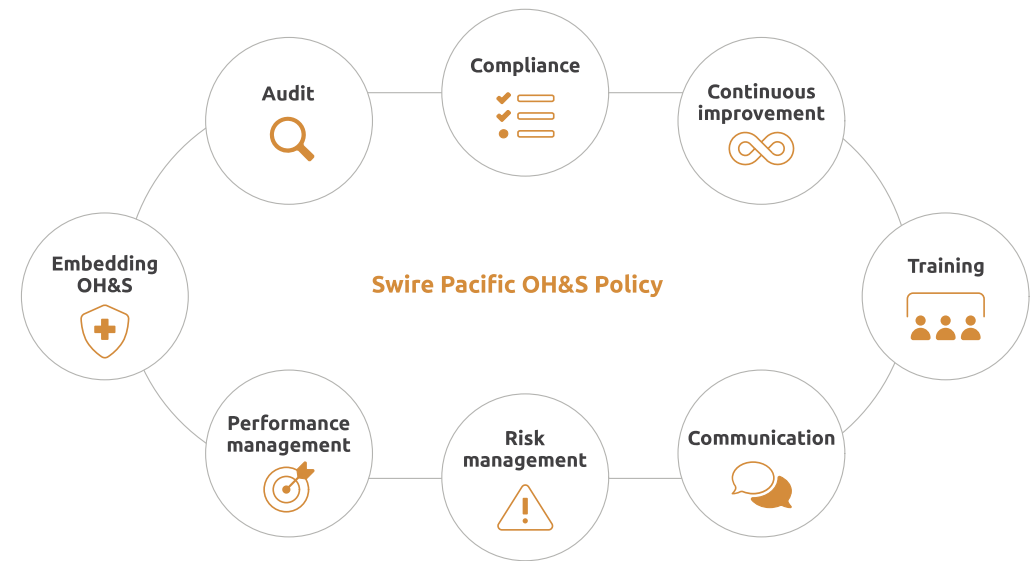 Compliance
Audit
Continuous
improvement
Embedding
OH&S
Swire Pacific OH&S Policy
Training
Performance
management
Risk
management
Communication